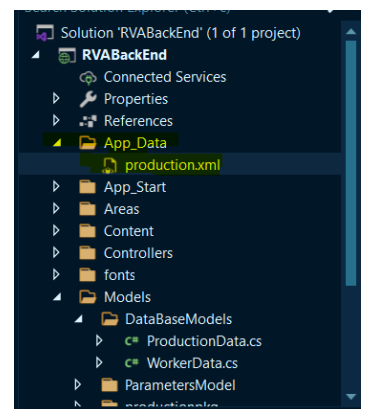 Solution 'RVABackEnd' (1 of 1 project)
RVABackEnd
Connected Services
Properties
References
App_Data
production.xml
App_Start
Areas
Content
Controllers
fonts
Models
DataBaseModels
C# ProductionData.cs
C# WorkerData.cs
ParametersModel